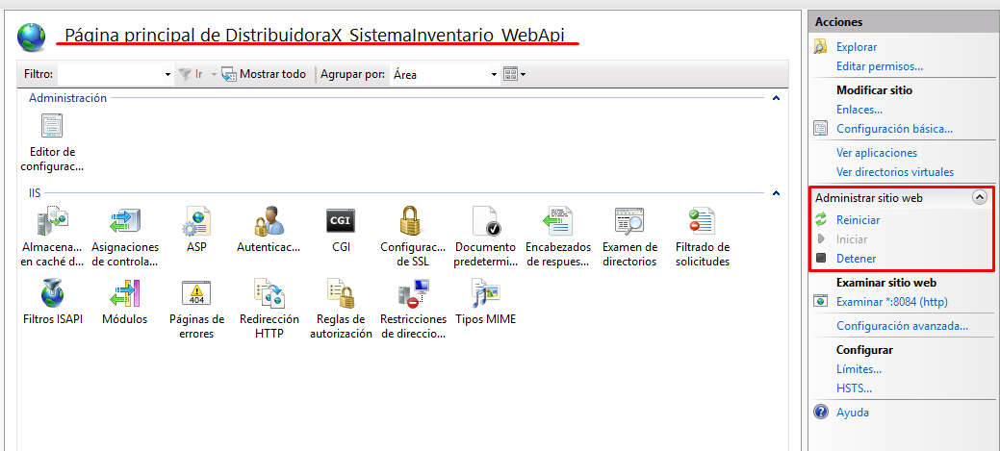 Página principal de DistribuidoraX_SistemaInventario_WebApi
Filtro:
Ir
Mostrar todo
Agrupar por:
Área
Administración
Editor de
configurac...
IIS
Almacena...
en caché d...
Asignaciones
de controla...
ASP
Autenticac...
CGI
CGI
Configurac...
de SSL
Documento
predetermi...
Encabezados
de respues...
Examen de
directorios
Filtrado de
solicitudes
Filtros ISAPI
Módulos
404
Páginas de
errores
Redirección
HTTP
Reglas de
autorización
Restricciones
de direccio...
Tipos MIME
Acciones
Explorar
Editar permisos...
Modificar sitio
Enlaces...
Configuración básica...
Ver aplicaciones
Ver directorios virtuales
Administrar sitio web
Reiniciar
Iniciar
Detener
Examinar sitio web
Examinar *:8084 (http)
Configuración avanzada...
Configurar
Límites...
HSTS...
Ayuda